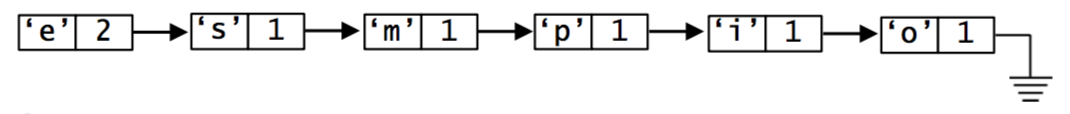 ‘e’ 2 ‘s’ 1 ‘m’ 1 ‘p’ 1 ‘i’ 1 ‘o’ 1